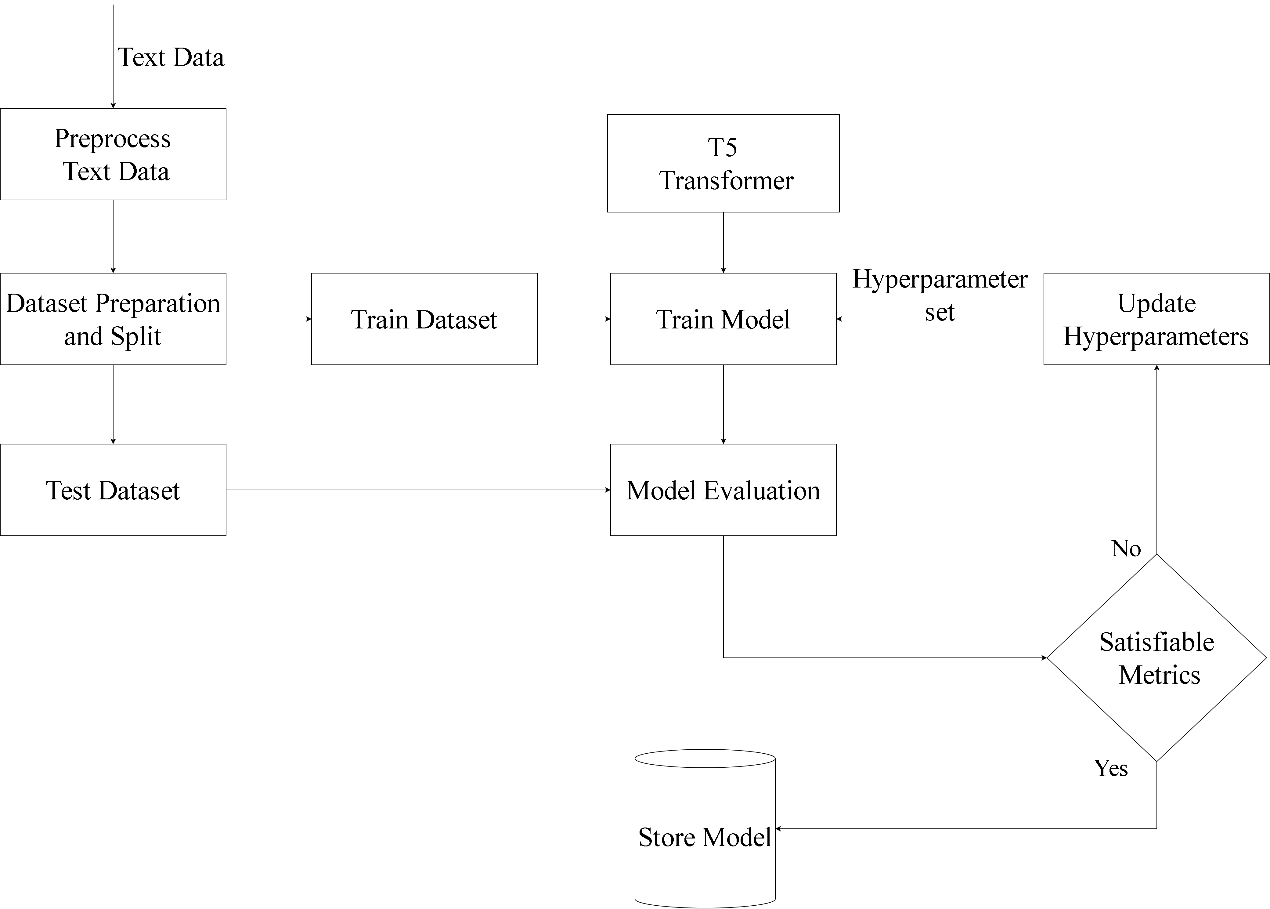 Text Data
Preprocess
Text Data
T5
Transformer
Dataset Preparation
and Split
Train Dataset
Train Model
Hyperparameter
set
Update
Hyperparameters
Test Dataset
Model Evaluation
No
Satisfiable
Metrics
Yes
Store Model